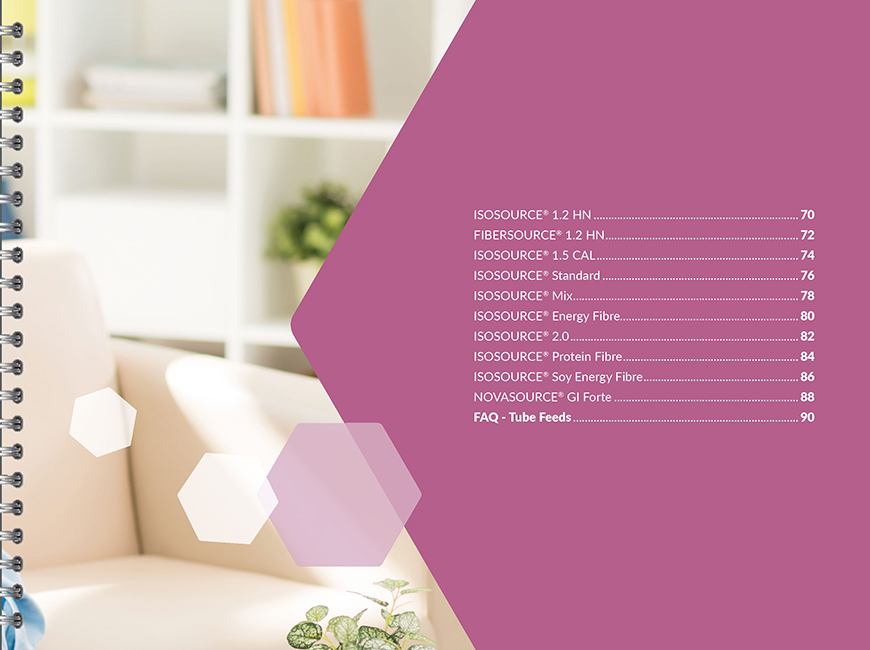 ISOSOURCE® 1.2 HN ........................................................................ 70
FIBERSOURCE® 1.2 HN.................................................................... 72
ISOSOURCE® 1.5 CAL....................................................................... 74
ISOSOURCE® Standard ..................................................................... 76
ISOSOURCE® Mix............................................................................... 78
ISOSOURCE® Energy Fibre............................................................... 80
ISOSOURCE® 2.0................................................................................ 82
ISOSOURCE® Protein Fibre.............................................................. 84
ISOSOURCE® Soy Energy Fibre....................................................... 86
NOVASOURCE® GI Forte ................................................................. 88
FAQ - Tube Feeds ............................................................................... 90